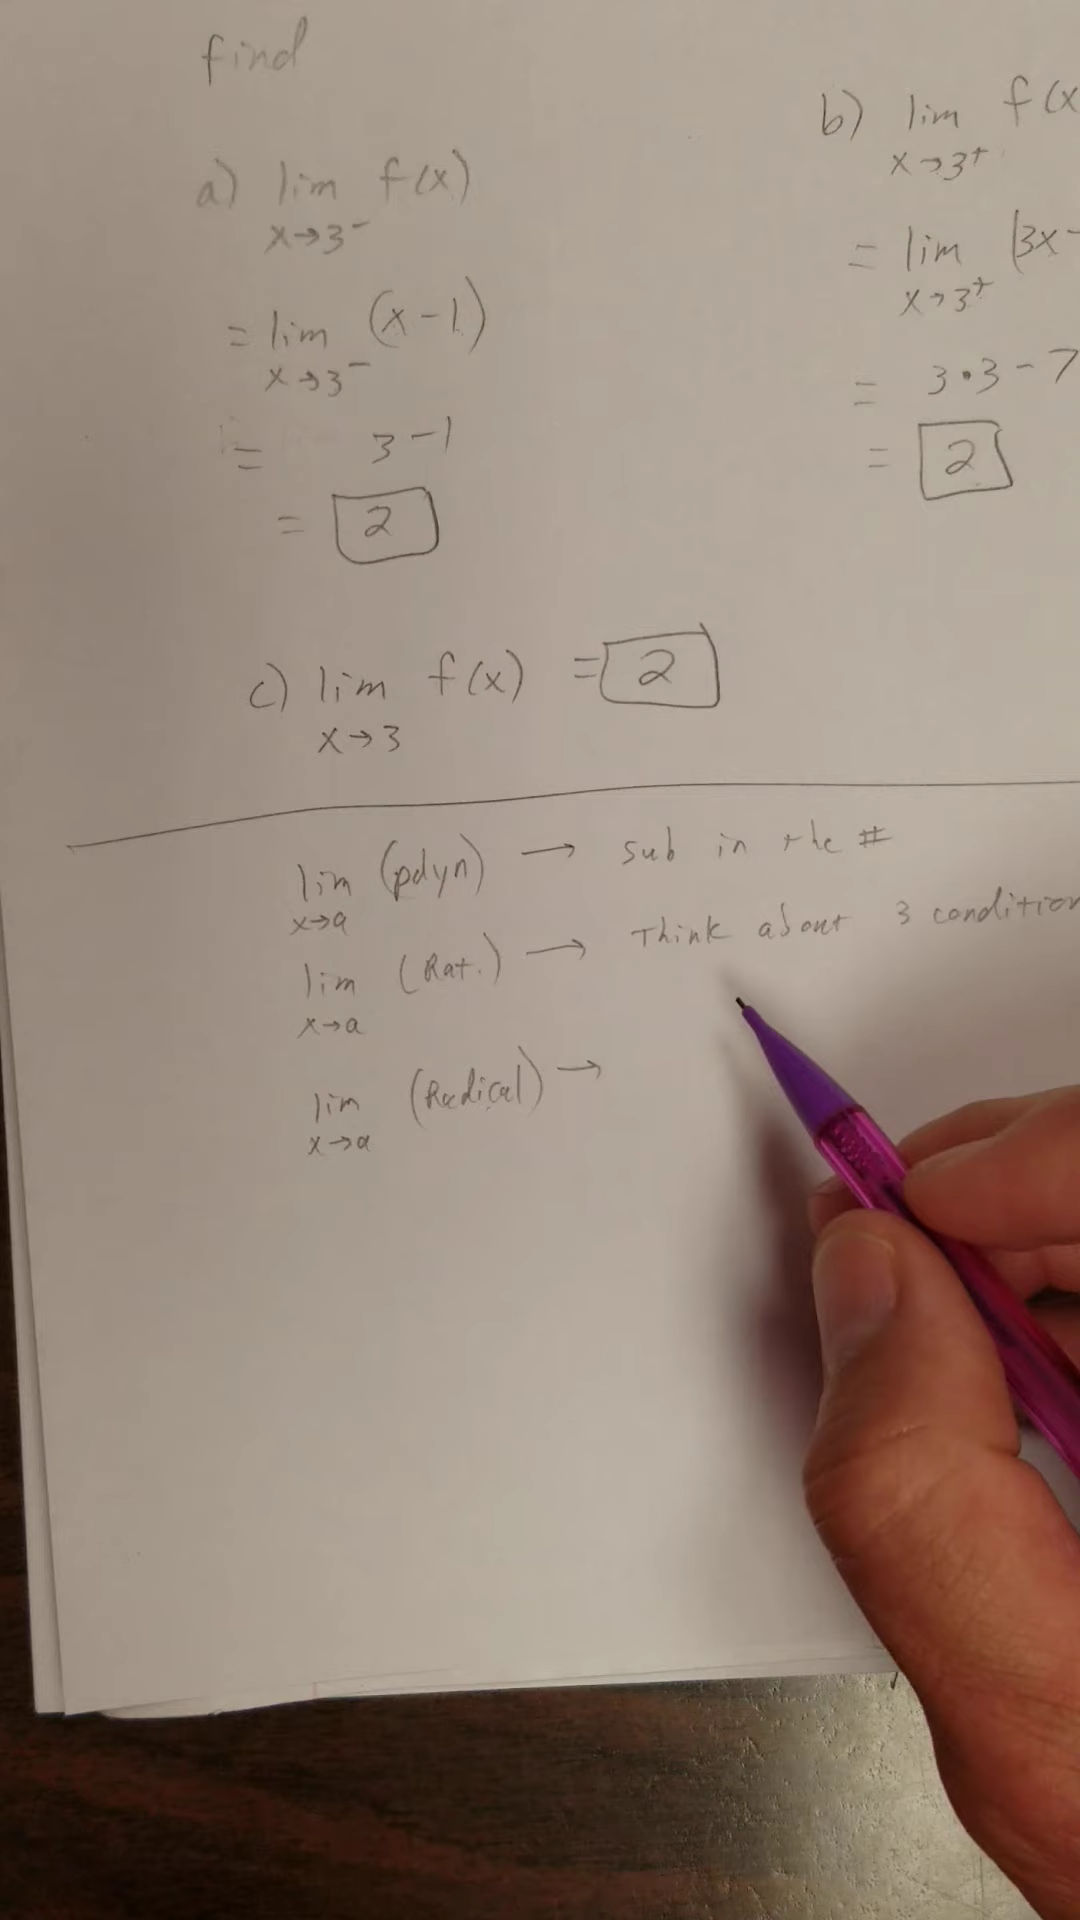 find
a) lim f(x)
x→3⁻
= lim (x-1)
x→3⁻
= 3-1
= 2
b) lim f(x
x→3⁺
= lim (3x-
x→3⁺
= 3•3-7
= 2
c) lim f(x) = 2
x→3
lim (polyn) → sub in the #
x→a
lim (Rat.) → Think about 3 condition
x→a
lim (Radical) →
x→a